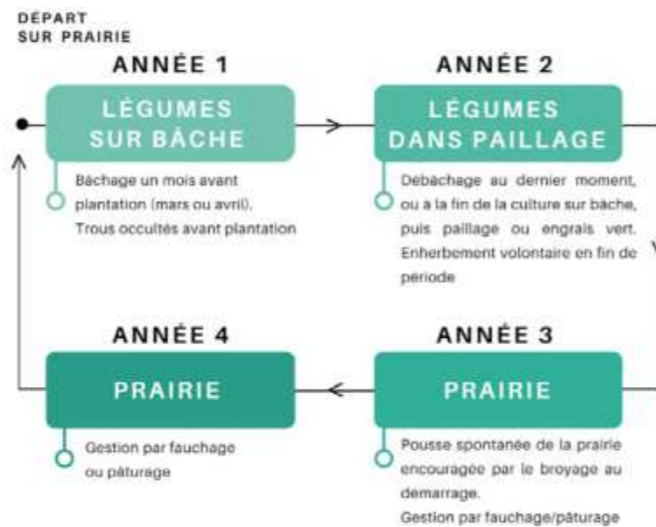 DÉPART
SUR PRAIRIE
ANNÉE 1
LÉGUMES
SUR BÂCHE
Bâchage un mois avant
plantation (mars ou avril).
Trous occultés avant plantation
ANNÉE 2
LÉGUMES
DANS PAILLAGE
Débâchage au dernier moment,
ou à la fin de la culture sur bâche,
puis paillage ou engrais vert.
Enherbement volontaire en fin de
période
ANNÉE 3
PRAIRIE
Pousse spontanée de la prairie
encouragée par le broyage au
démarrage.
Gestion par fauchage/pâturage
ANNÉE 4
PRAIRIE
Gestion par fauchage
ou pâturage